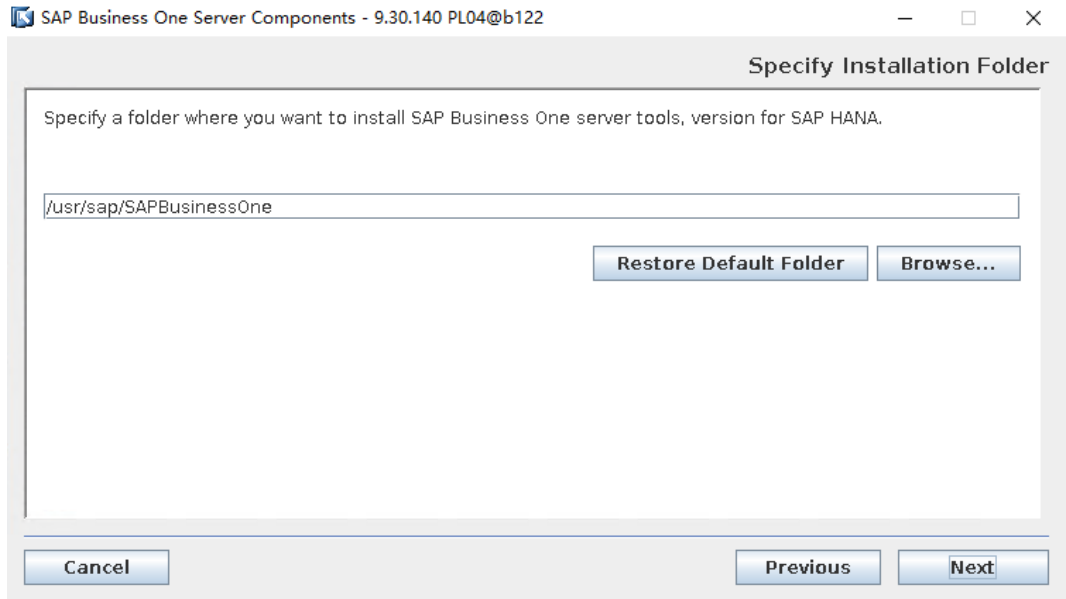 SAP Business One Server Components - 9.30.140 PL04@b122
Specify Installation Folder
Specify a folder where you want to install SAP Business One server tools, version for SAP HANA.
/usr/sap/SAPBusinessOne
Restore Default Folder
Browse...
Cancel
Previous
Next